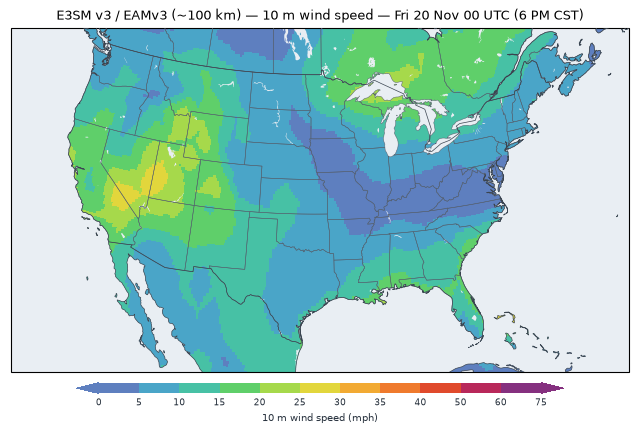 E3SM v3 / EAMv3 (~100 km) — 10 m wind speed — Fri 20 Nov 00 UTC (6 PM CST)
0 5 10 15 20 25 30 35 40 50 60 75
10 m wind speed (mph)